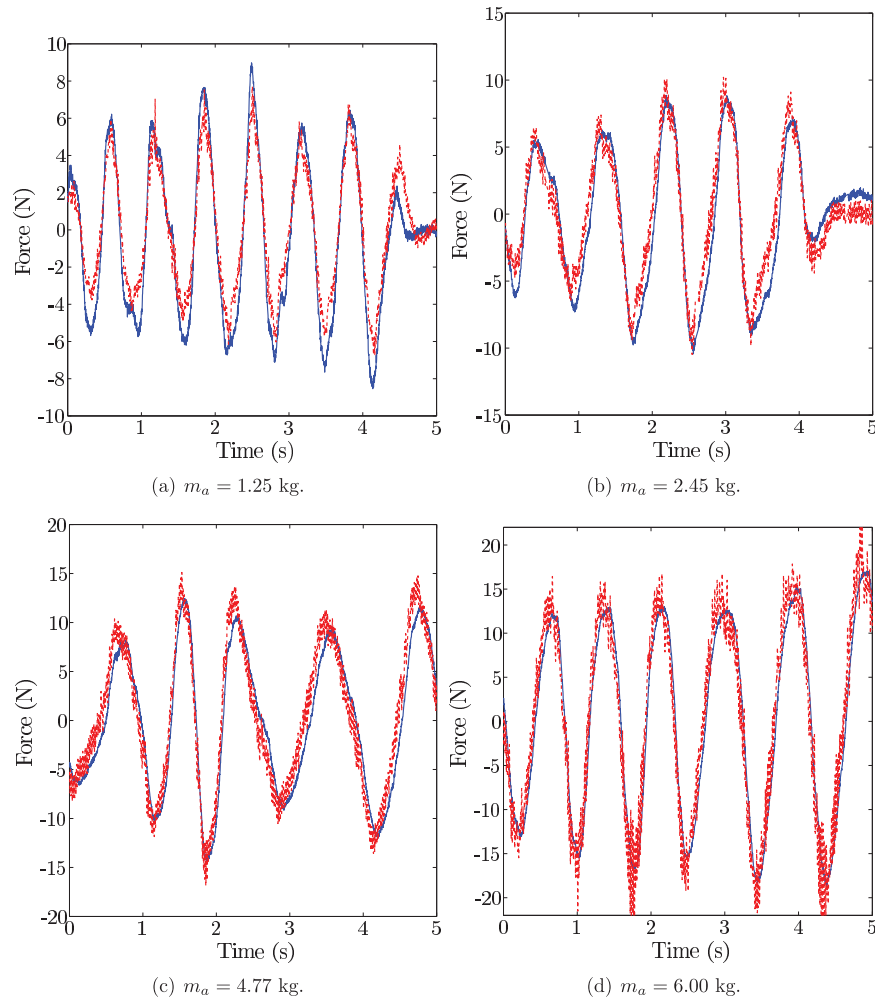 10
8
6
4
2
0
-2
-4
-6
-8
-10
Force (N)
0 1 2 3 4 5
Time (s)
(a) m_a = 1.25 kg.
15
10
5
0
-5
-10
-15
Force (N)
0 1 2 3 4 5
Time (s)
(b) m_a = 2.45 kg.
20
15
10
5
0
-5
-10
-15
-20
Force (N)
0 1 2 3 4 5
Time (s)
(c) m_a = 4.77 kg.
20
15
10
5
0
-5
-10
-15
-20
Force (N)
0 1 2 3 4 5
Time (s)
(d) m_a = 6.00 kg.